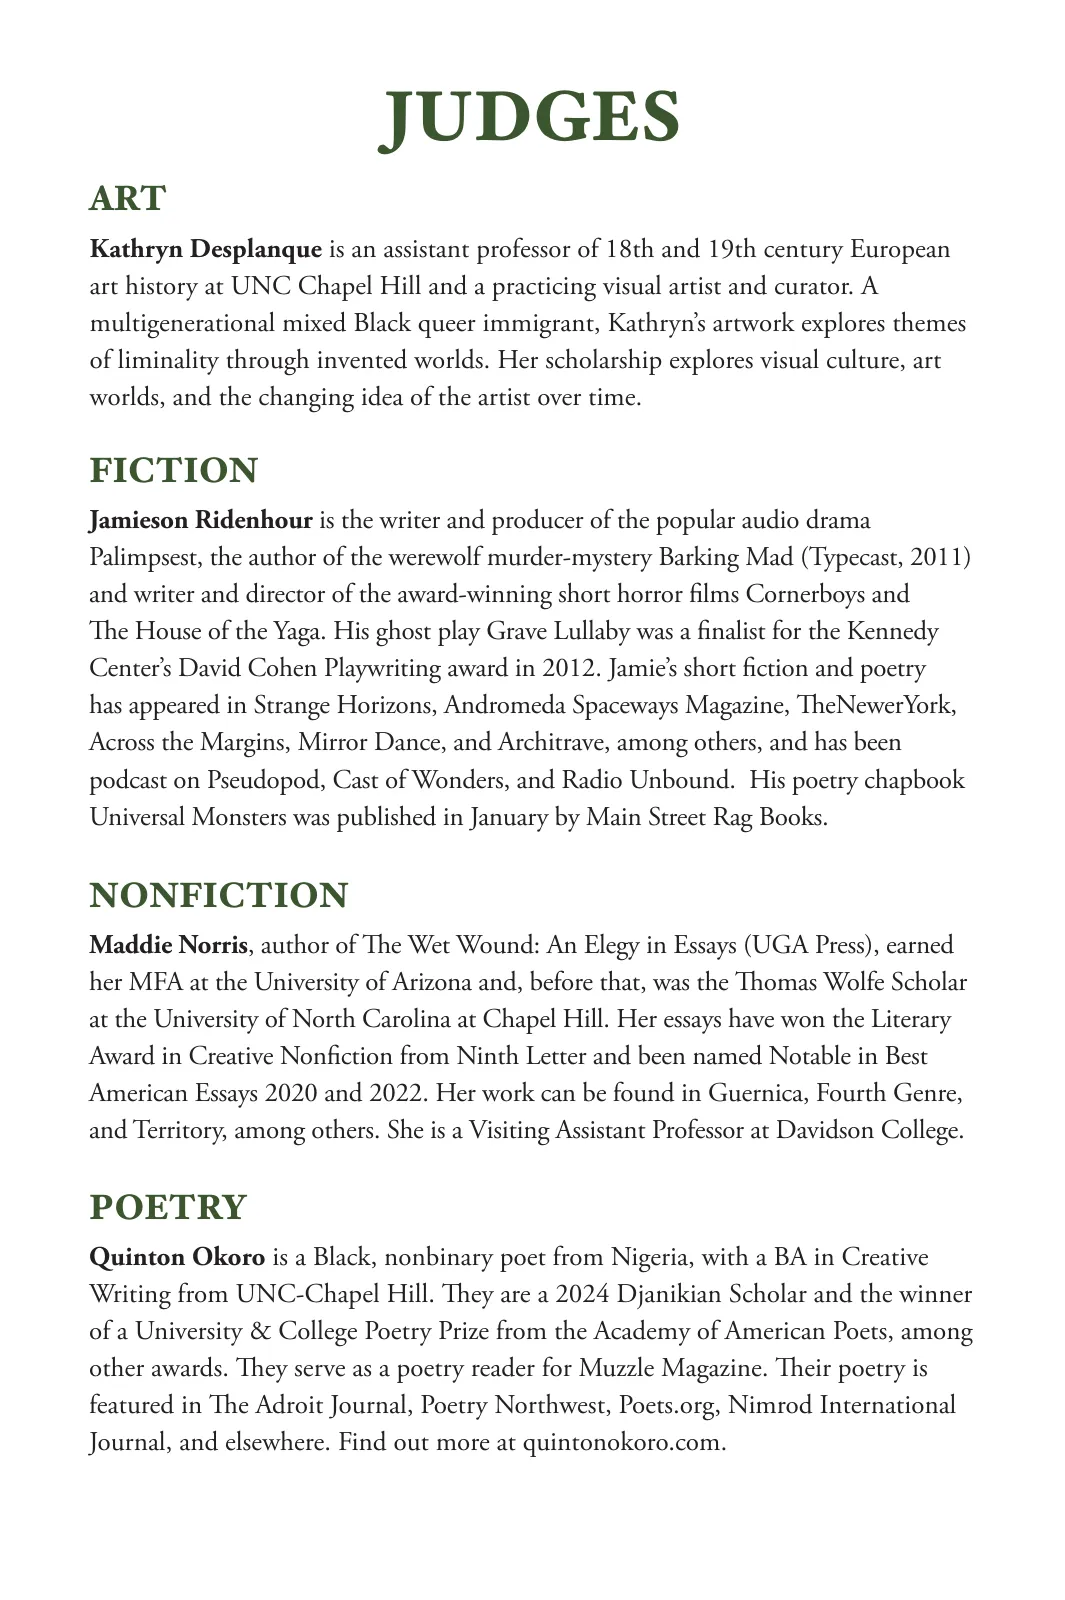 JUDGES
ART
Kathryn Desplanque is an assistant professor of 18th and 19th century European
art history at UNC Chapel Hill and a practicing visual artist and curator. A
multigenerational mixed Black queer immigrant, Kathryn’s artwork explores themes
of liminality through invented worlds. Her scholarship explores visual culture, art
worlds, and the changing idea of the artist over time.
FICTION
Jamieson Ridenhour is the writer and producer of the popular audio drama
Palimpsest, the author of the werewolf murder-mystery Barking Mad (Typecast, 2011)
and writer and director of the award-winning short horror films Cornerboys and
The House of the Yaga. His ghost play Grave Lullaby was a finalist for the Kennedy
Center’s David Cohen Playwriting award in 2012. Jamie’s short fiction and poetry
has appeared in Strange Horizons, Andromeda Spaceways Magazine, TheNewerYork,
Across the Margins, Mirror Dance, and Architrave, among others, and has been
podcast on Pseudopod, Cast of Wonders, and Radio Unbound.  His poetry chapbook
Universal Monsters was published in January by Main Street Rag Books.
NONFICTION
Maddie Norris, author of The Wet Wound: An Elegy in Essays (UGA Press), earned
her MFA at the University of Arizona and, before that, was the Thomas Wolfe Scholar
at the University of North Carolina at Chapel Hill. Her essays have won the Literary
Award in Creative Nonfiction from Ninth Letter and been named Notable in Best
American Essays 2020 and 2022. Her work can be found in Guernica, Fourth Genre,
and Territory, among others. She is a Visiting Assistant Professor at Davidson College.
POETRY
Quinton Okoro is a Black, nonbinary poet from Nigeria, with a BA in Creative
Writing from UNC-Chapel Hill. They are a 2024 Djanikian Scholar and the winner
of a University & College Poetry Prize from the Academy of American Poets, among
other awards. They serve as a poetry reader for Muzzle Magazine. Their poetry is
featured in The Adroit Journal, Poetry Northwest, Poets.org, Nimrod International
Journal, and elsewhere. Find out more at quintonokoro.com.